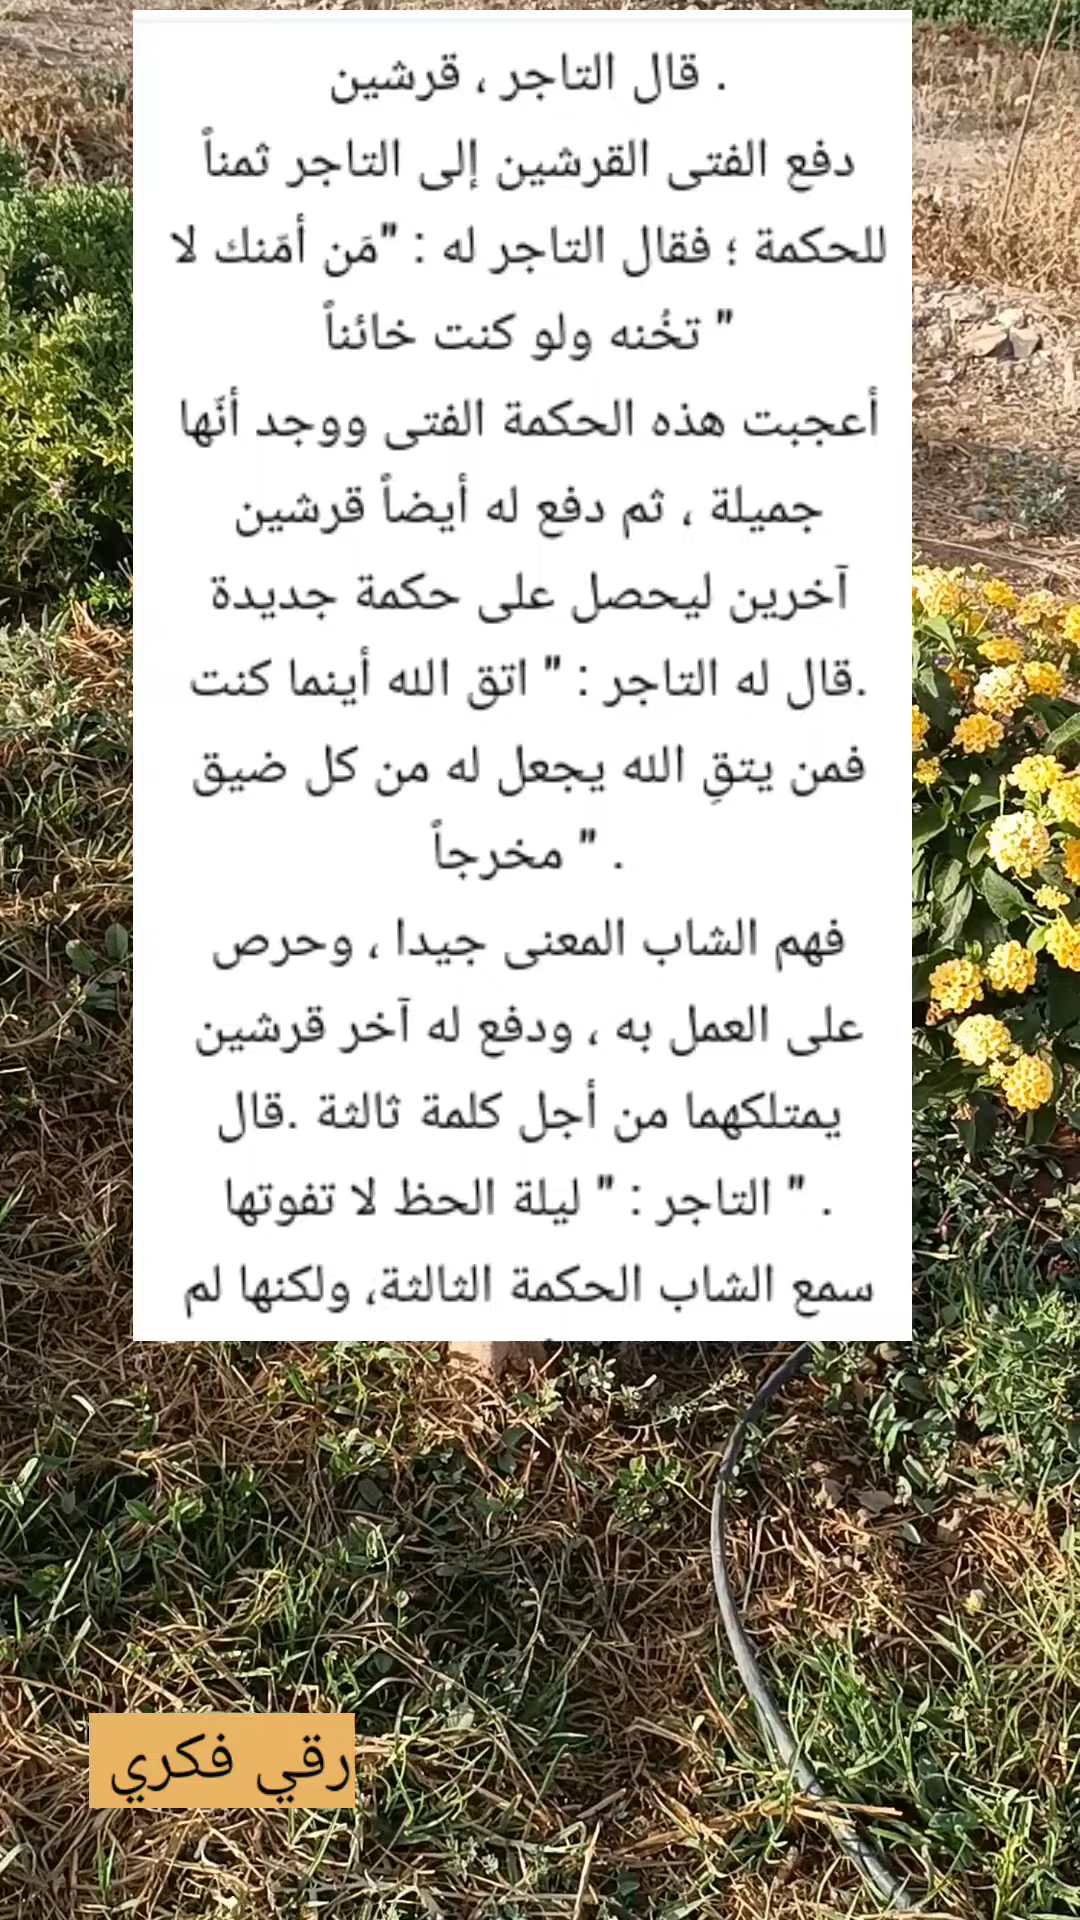 . قال التاجر ، قرشين
دفع الفتى القرشين إلى التاجر ثمناً
للحكمة ؛ فقال التاجر له : "مَن أمّنك لا
" تخُنه ولو كنت خائناً
أعجبت هذه الحكمة الفتى ووجد أنّها
جميلة ، ثم دفع له أيضاً قرشين
آخرين ليحصل على حكمة جديدة
.قال له التاجر : " اتق الله أينما كنت
فمن يتقِ الله يجعل له من كل ضيق
. " مخرجاً
فهم الشاب المعنى جيدا ، وحرص
على العمل به ، ودفع له آخر قرشين
يمتلكهما من أجل كلمة ثالثة .قال
. " التاجر : " ليلة الحظ لا تفوتها
سمع الشاب الحكمة الثالثة، ولكنها لم
رقي فكري